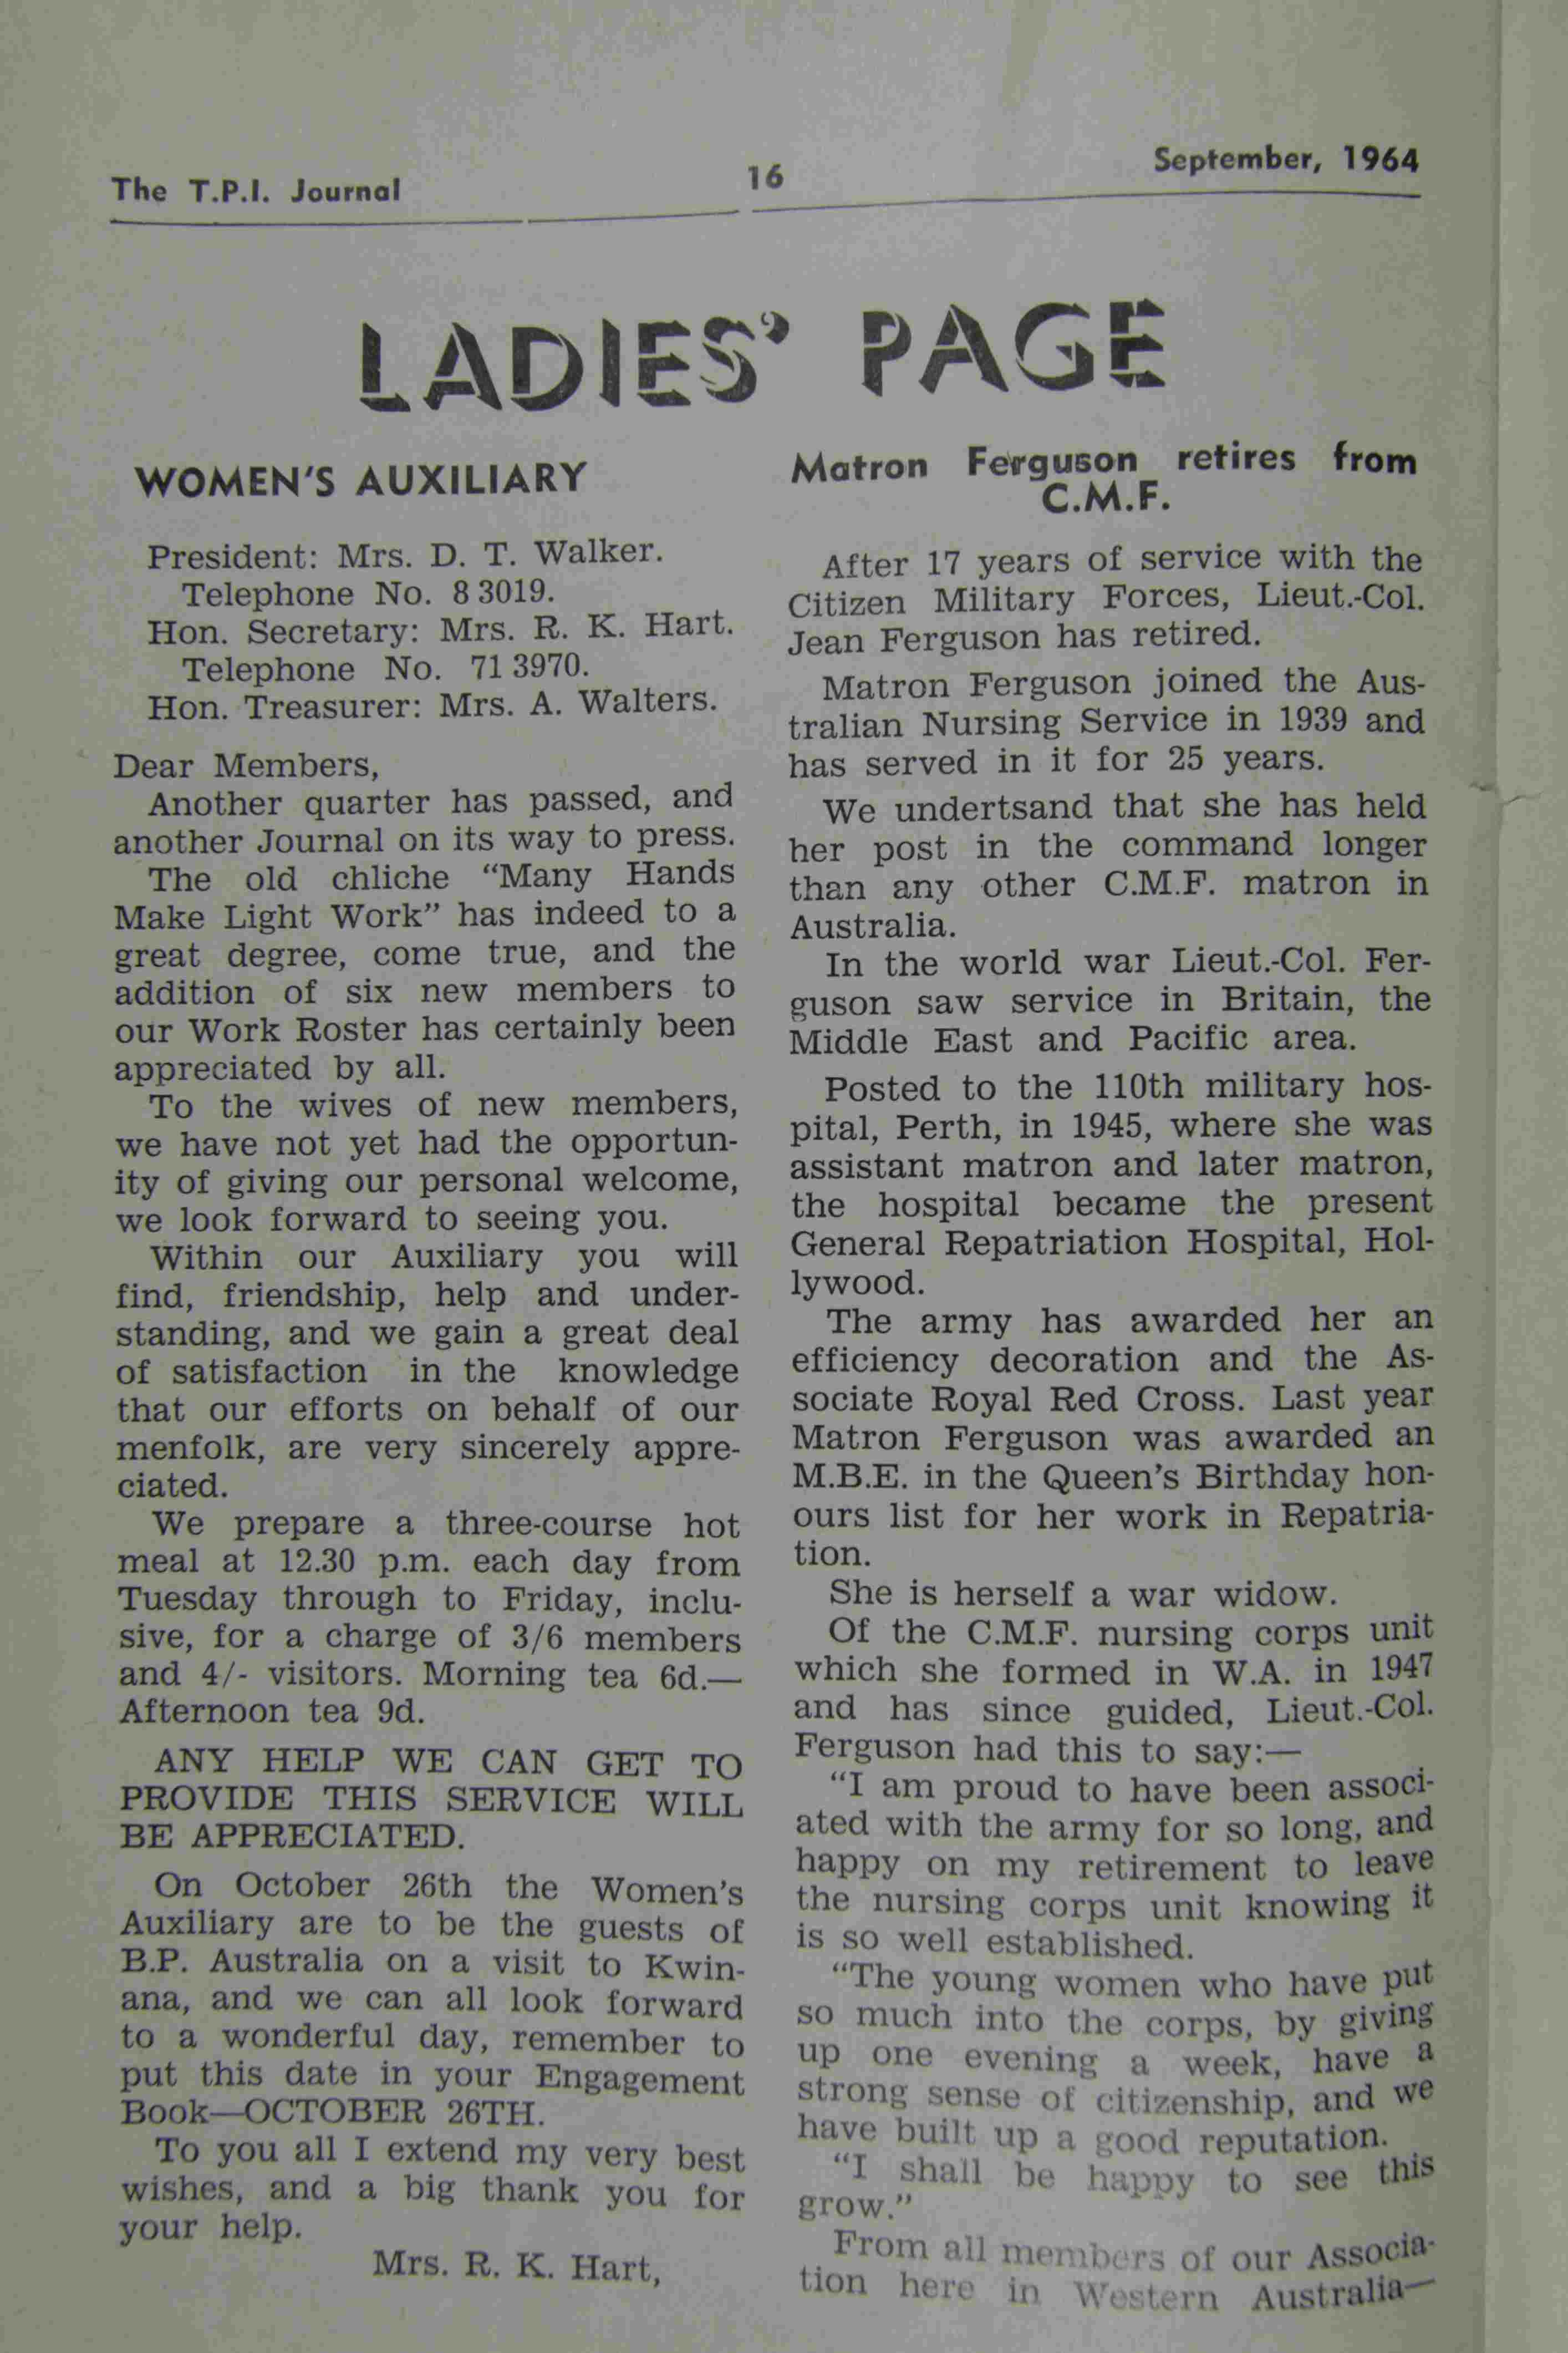 The T.P.I. Journal
16
September, 1964
LADIES' PAGE
WOMEN'S AUXILIARY
President: Mrs. D. T. Walker.
Telephone No. 8 3019.
Hon. Secretary: Mrs. R. K. Hart.
Telephone No. 71 3970.
Hon. Treasurer: Mrs. A. Walters.
Dear Members,
Another quarter has passed, and
another Journal on its way to press.
The old chliche "Many Hands
Make Light Work" has indeed to a
great degree, come true, and the
addition of six new members to
our Work Roster has certainly been
appreciated by all.
To the wives of new members,
we have not yet had the opportun-
ity of giving our personal welcome,
we look forward to seeing you.
Within our Auxiliary you will
find, friendship, help and under-
standing, and we gain a great deal
of satisfaction in the knowledge
that our efforts on behalf of our
menfolk, are very sincerely appre-
ciated.
We prepare a three-course hot
meal at 12.30 p.m. each day from
Tuesday through to Friday, inclu-
sive, for a charge of 3/6 members
and 4/- visitors. Morning tea 6d.—
Afternoon tea 9d.
ANY HELP WE CAN GET TO
PROVIDE THIS SERVICE WILL
BE APPRECIATED.
On October 26th the Women's
Auxiliary are to be the guests of
B.P. Australia on a visit to Kwin-
ana, and we can all look forward
to a wonderful day, remember to
put this date in your Engagement
Book—OCTOBER 26TH.
To you all I extend my very best
wishes, and a big thank you for
your help.
Mrs. R. K. Hart,
Matron Ferguson retires from
C.M.F.
After 17 years of service with the
Citizen Military Forces, Lieut.-Col.
Jean Ferguson has retired.
Matron Ferguson joined the Aus-
tralian Nursing Service in 1939 and
has served in it for 25 years.
We undertsand that she has held
her post in the command longer
than any other C.M.F. matron in
Australia.
In the world war Lieut.-Col. Fer-
guson saw service in Britain, the
Middle East and Pacific area.
Posted to the 110th military hos-
pital, Perth, in 1945, where she was
assistant matron and later matron,
the hospital became the present
General Repatriation Hospital, Hol-
lywood.
The army has awarded her an
efficiency decoration and the As-
sociate Royal Red Cross. Last year
Matron Ferguson was awarded an
M.B.E. in the Queen's Birthday hon-
ours list for her work in Repatria-
tion.
She is herself a war widow.
Of the C.M.F. nursing corps unit
which she formed in W.A. in 1947
and has since guided, Lieut.-Col.
Ferguson had this to say:—
"I am proud to have been associ-
ated with the army for so long, and
happy on my retirement to leave
the nursing corps unit knowing it
is so well established.
"The young women who have put
so much into the corps, by giving
up one evening a week, have a
strong sense of citizenship, and we
have built up a good reputation.
"I shall be happy to see this
grow."
From all members of our Associa-
tion here in Western Australia—